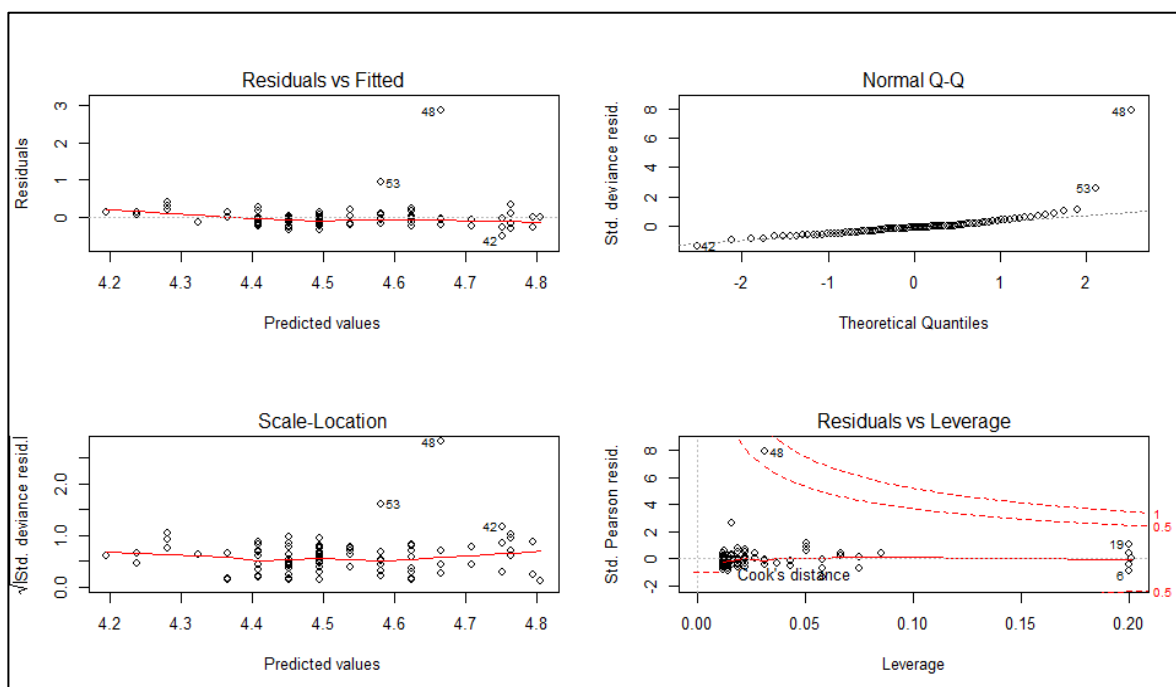 Residuals vs Fitted
Residuals
3
2
1
0
48
53
42
4.2 4.3 4.4 4.5 4.6 4.7 4.8
Predicted values
Normal Q-Q
Std. deviance resid.
8
6
4
2
0
48
53
42
-2 -1 0 1 2
Theoretical Quantiles
Scale-Location
√|Std. deviance resid.|
2.0
1.0
0.0
48
53
42
4.2 4.3 4.4 4.5 4.6 4.7 4.8
Predicted values
Residuals vs Leverage
Std. Pearson resid.
8
6
4
2
0
-2
48
1
0.5
19
6
Cook's distance
0.5
0.00 0.05 0.10 0.15 0.20
Leverage